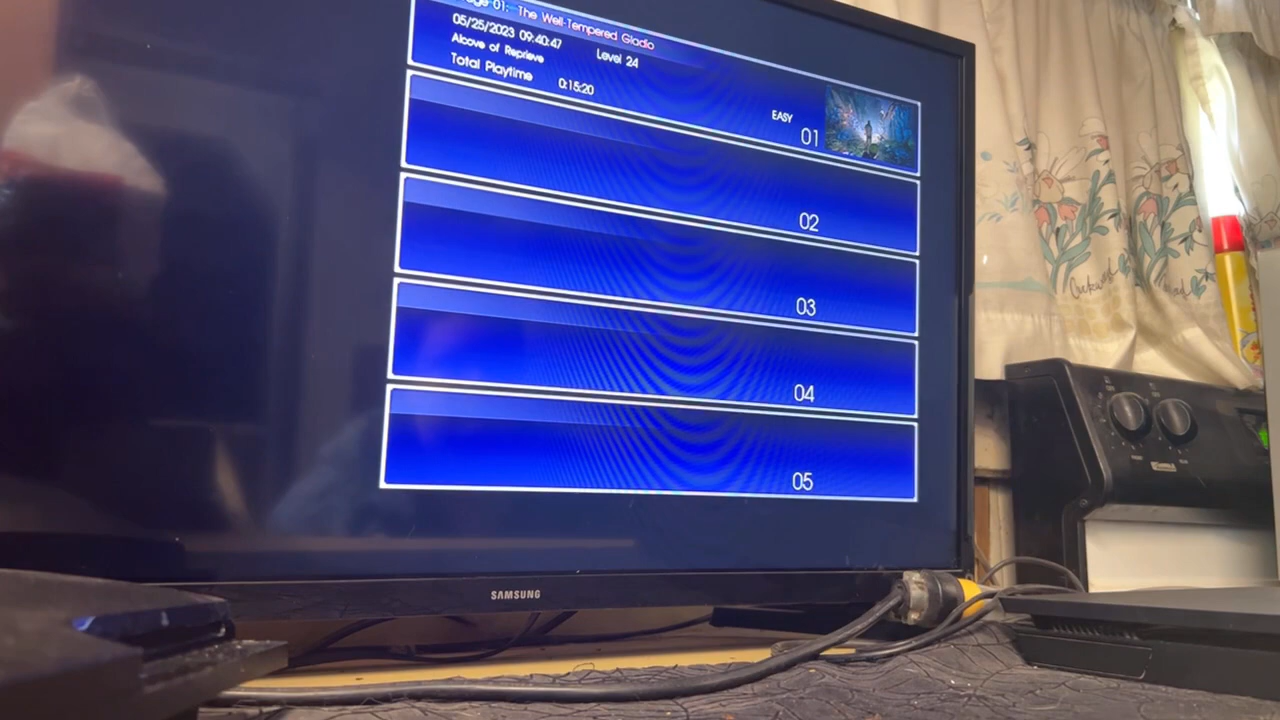 The Well-Tempered Gladio
05/25/2023 09:40:47
Alcove of Reprieve
Level 24
Total Playtime
0:15:20
EASY
01
02
03
04
05
SAMSUNG